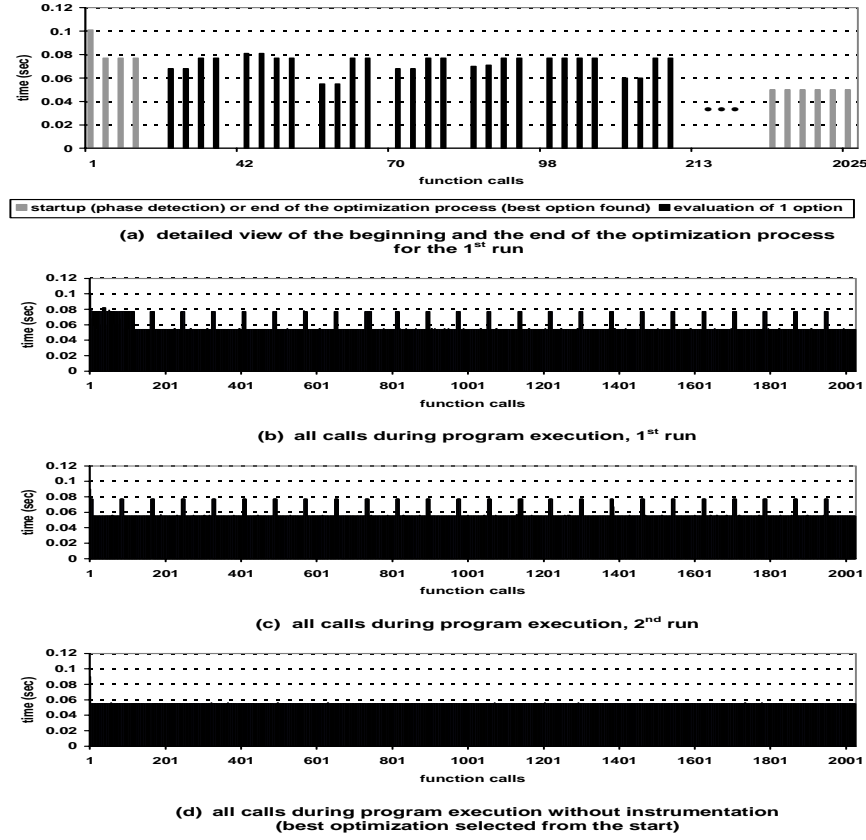 0.12
0.1
0.08
0.06
0.04
0.02
0
time (sec)
1 42 70 98 213 2025
function calls
startup (phase detection) or end of the optimization process (best option found) evaluation of 1 option
(a) detailed view of the beginning and the end of the optimization process
for the 1st run
0.12
0.1
0.08
0.06
0.04
0.02
0
time (sec)
1 201 401 601 801 1001 1201 1401 1601 1801 2001
function calls
(b) all calls during program execution, 1st run
0.12
0.1
0.08
0.06
0.04
0.02
0
time (sec)
1 201 401 601 801 1001 1201 1401 1601 1801 2001
function calls
(c) all calls during program execution, 2nd run
0.12
0.1
0.08
0.06
0.04
0.02
0
time (sec)
1 201 401 601 801 1001 1201 1401 1601 1801 2001
function calls
(d) all calls during program execution without instrumentation
(best optimization selected from the start)